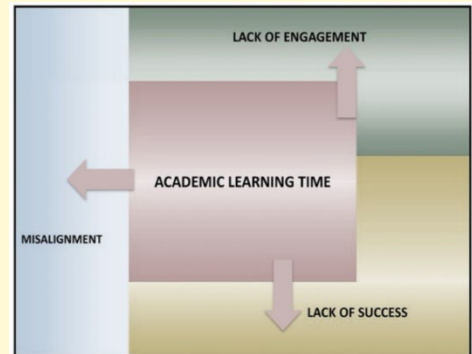 LACK OF ENGAGEMENT
ACADEMIC LEARNING TIME
MISALIGNMENT
LACK OF SUCCESS